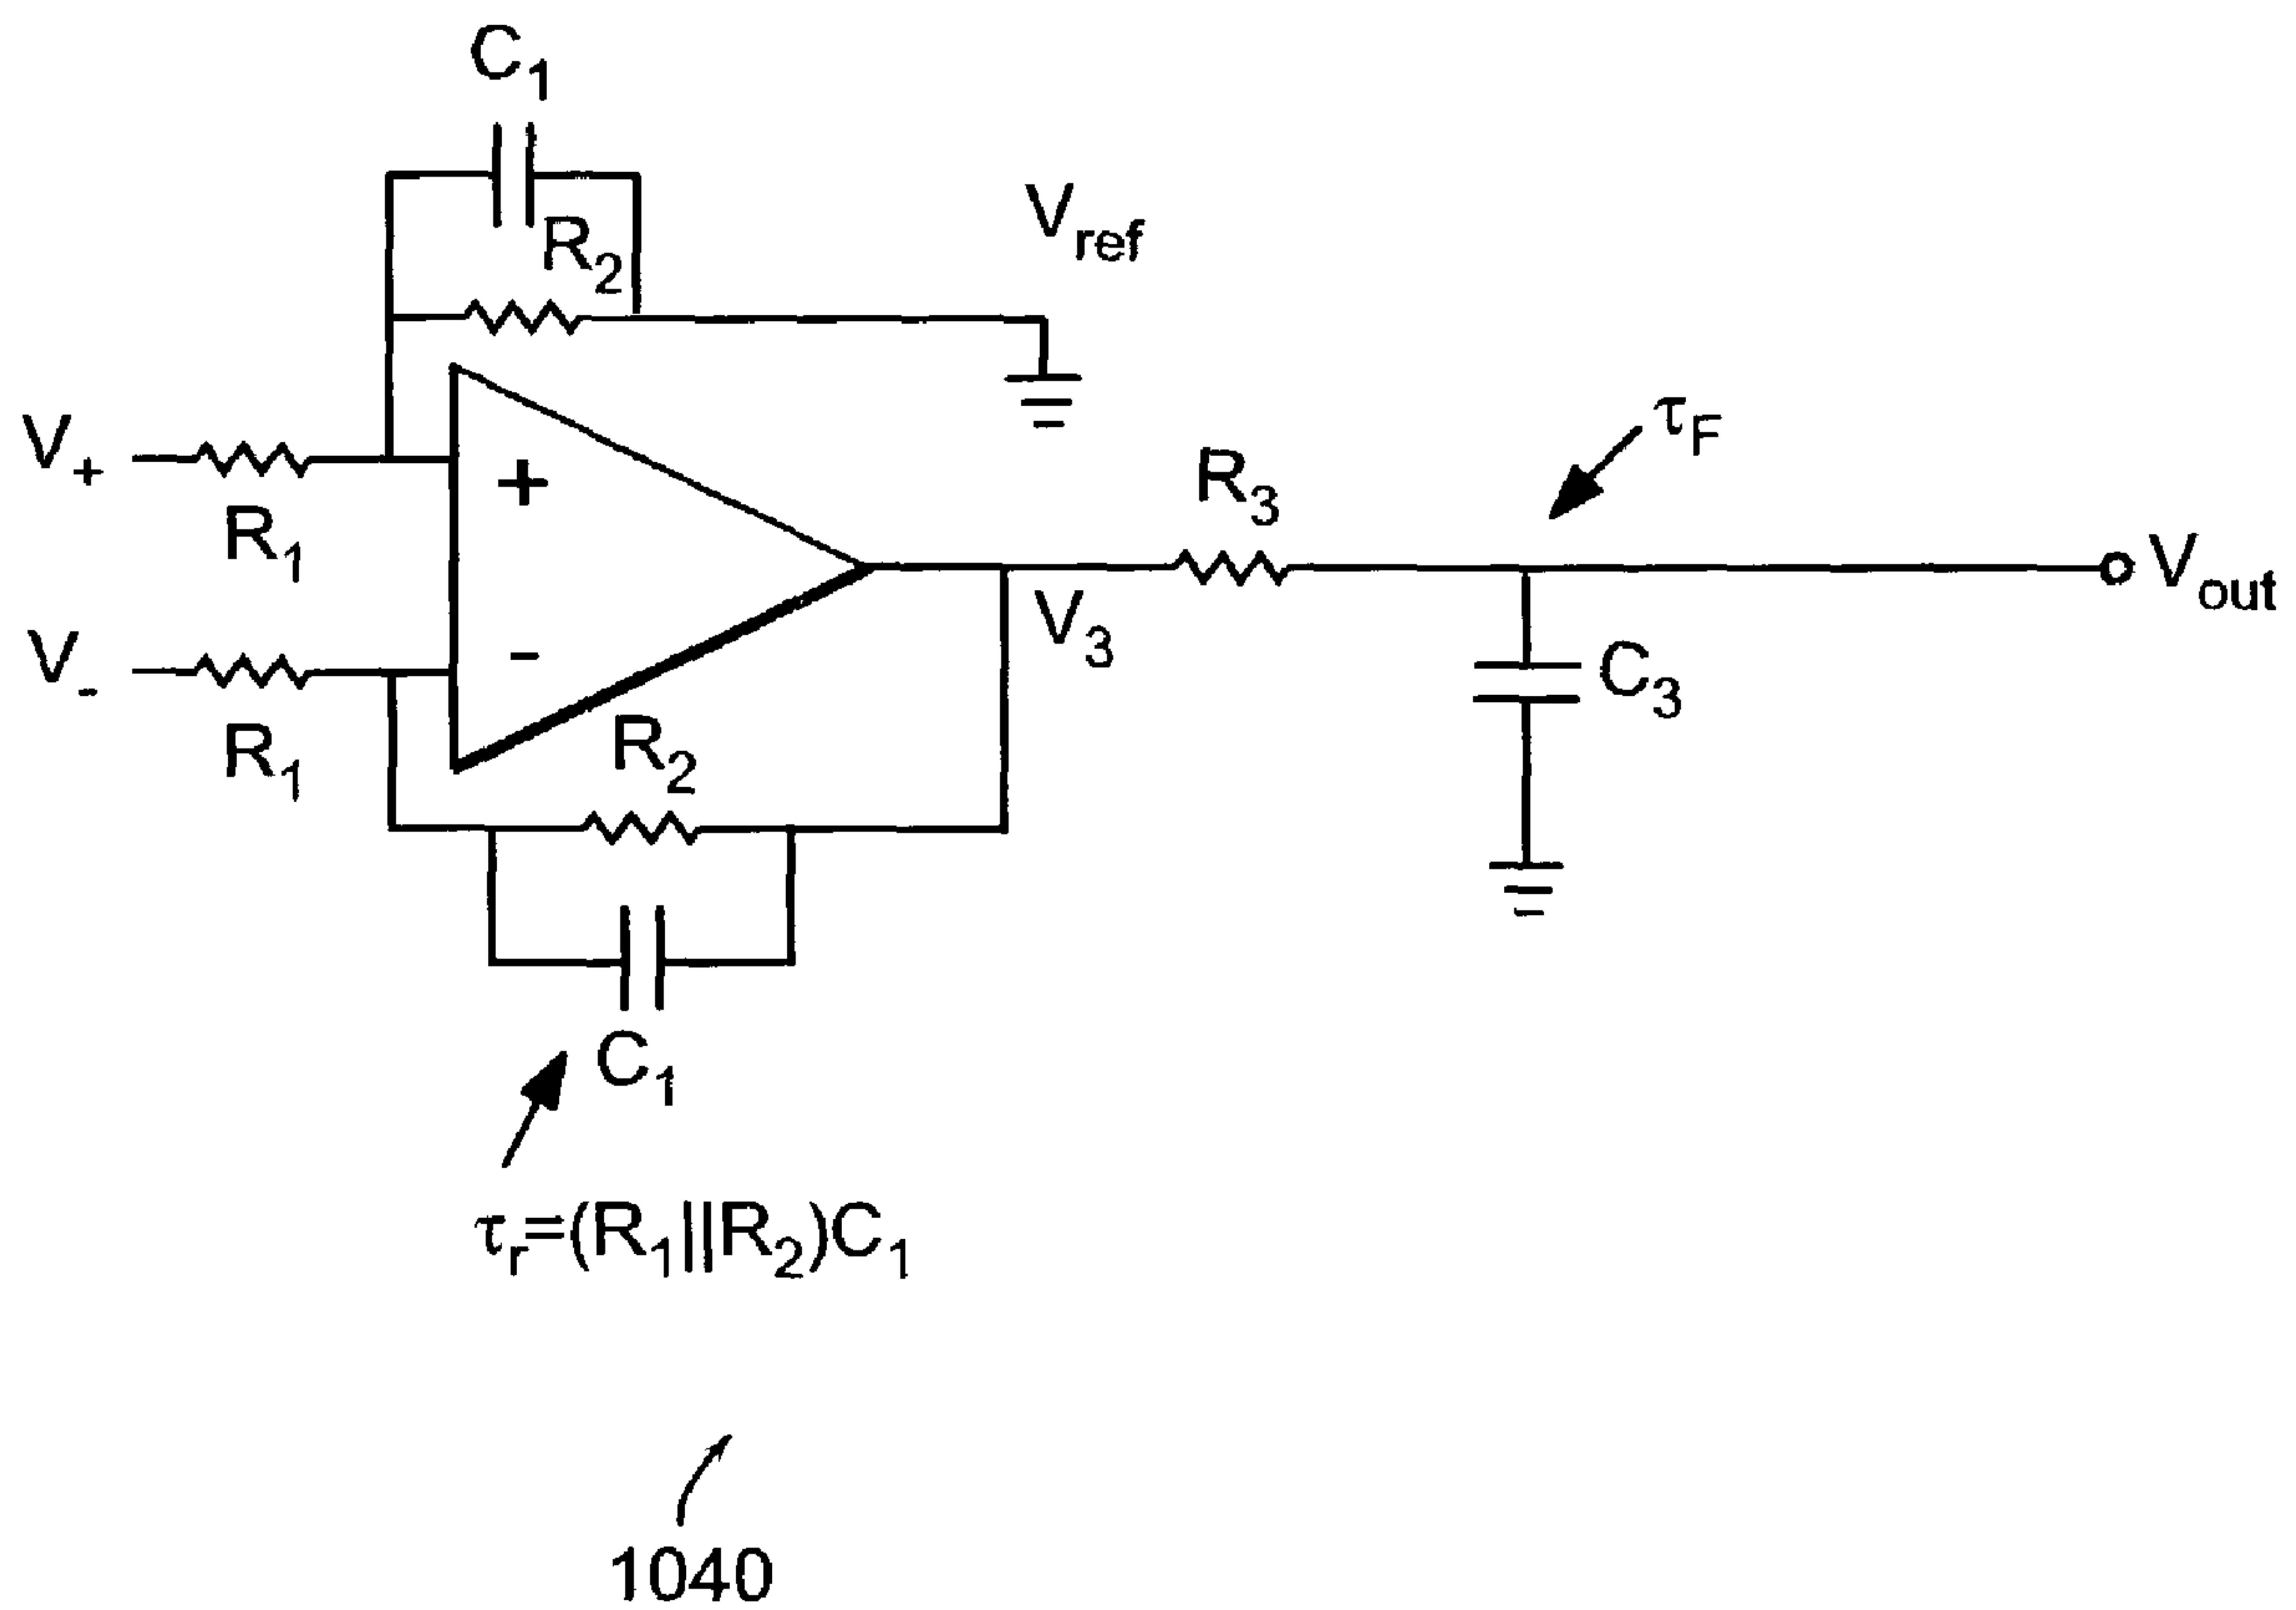 C1
R2
Vref
V+
R1
+
τF
R3
Vout
V3
C3
V-
R1
-
R2
C1
τr=(R1||R2)C1
1040